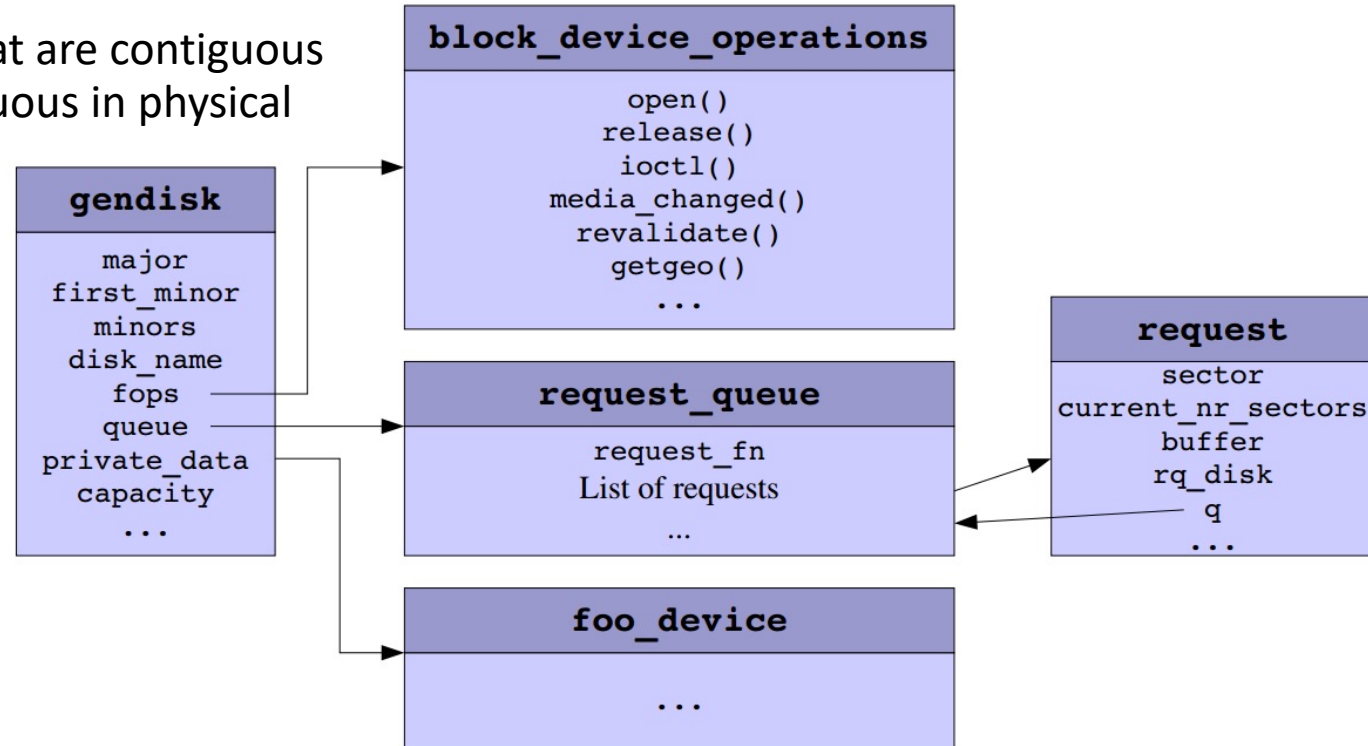 at are contiguous
uous in physical
block_device_operations
open()
release()
ioctl()
media_changed()
revalidate()
getgeo()
...
gendisk
major
first_minor
minors
disk_name
fops
queue
private_data
capacity
...
request_queue
request_fn
List of requests
...
request
sector
current_nr_sectors
buffer
rq_disk
q
...
foo_device
...